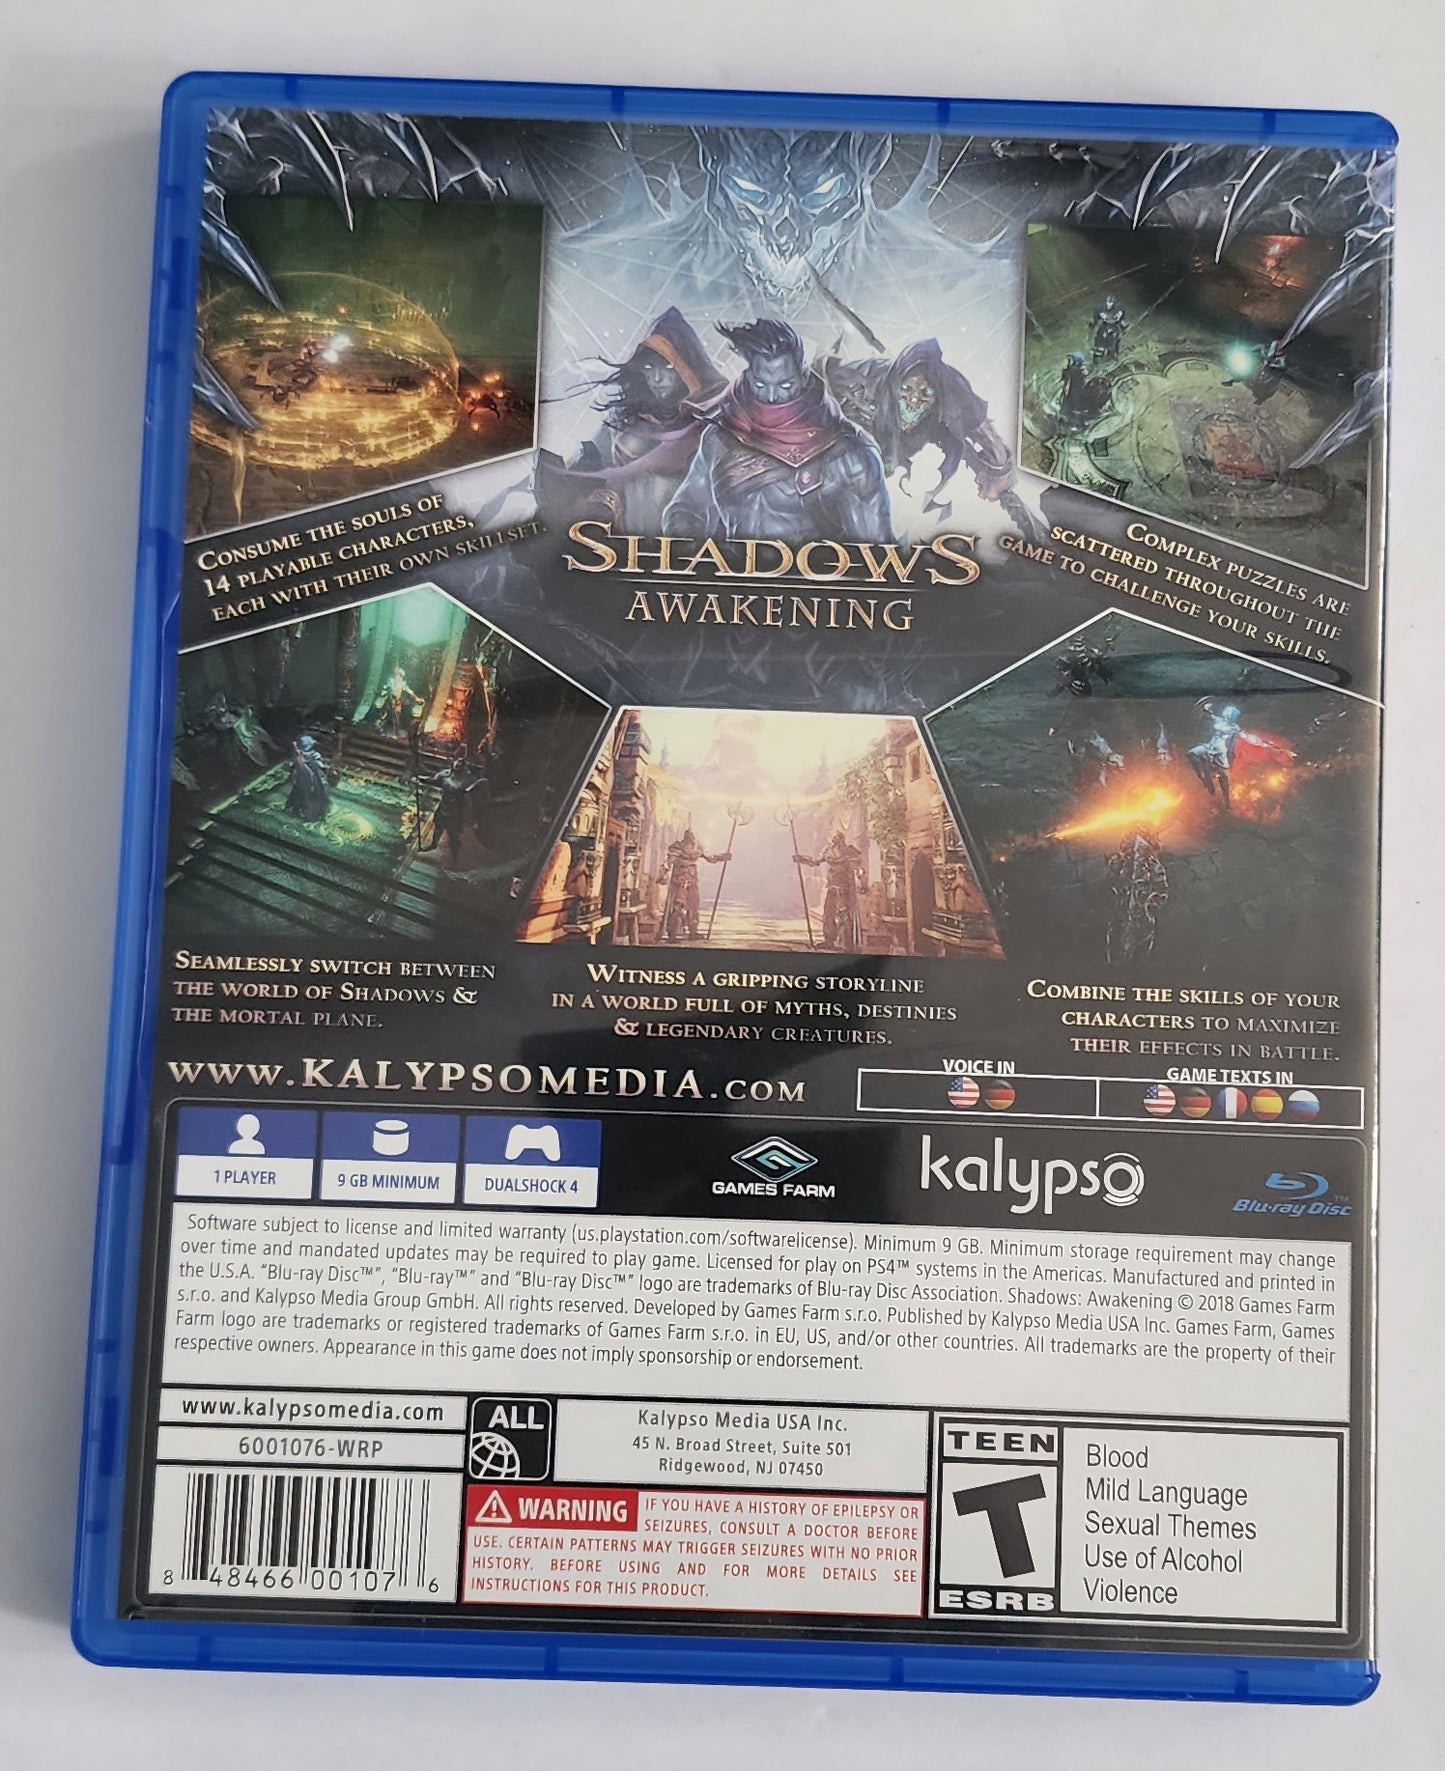 CONSUME THE SOULS OF
14 PLAYABLE CHARACTERS,
EACH WITH THEIR OWN SKILLSET.
SHADOWS
AWAKENING
COMPLEX PUZZLES ARE
SCATTERED THROUGHOUT THE
GAME TO CHALLENGE YOUR SKILLS.
SEAMLESSLY SWITCH BETWEEN
THE WORLD OF SHADOWS &
THE MORTAL PLANE.
WITNESS A GRIPPING STORYLINE
IN A WORLD FULL OF MYTHS, DESTINIES
& LEGENDARY CREATURES.
COMBINE THE SKILLS OF YOUR
CHARACTERS TO MAXIMIZE
THEIR EFFECTS IN BATTLE.
WWW.KALYPSOMEDIA.COM
VOICE IN
GAME TEXTS IN
1 PLAYER
9 GB MINIMUM
DUALSHOCK 4
GAMES FARM
kalypso
Blu-ray Disc™
Software subject to license and limited warranty (us.playstation.com/softwarelicense). Minimum 9 GB. Minimum storage requirement may change
over time and mandated updates may be required to play game. Licensed for play on PS4™ systems in the Americas. Manufactured and printed in
the U.S.A. "Blu-ray Disc™", "Blu-ray™" and "Blu-ray Disc™" logo are trademarks of Blu-ray Disc Association. Shadows: Awakening © 2018 Games Farm
s.r.o. and Kalypso Media Group GmbH. All rights reserved. Developed by Games Farm s.r.o. Published by Kalypso Media USA Inc. Games Farm, Games
Farm logo are trademarks or registered trademarks of Games Farm s.r.o. in EU, US, and/or other countries. All trademarks are the property of their
respective owners. Appearance in this game does not imply sponsorship or endorsement.
www.kalypsomedia.com
6001076-WRP
8 48466 00107 6
ALL
Kalypso Media USA Inc.
45 N. Broad Street, Suite 501
Ridgewood, NJ 07450
WARNING
IF YOU HAVE A HISTORY OF EPILEPSY OR
SEIZURES, CONSULT A DOCTOR BEFORE
USE. CERTAIN PATTERNS MAY TRIGGER SEIZURES WITH NO PRIOR
HISTORY. BEFORE USING AND FOR MORE DETAILS SEE
INSTRUCTIONS FOR THIS PRODUCT.
TEEN
T
ESRB
Blood
Mild Language
Sexual Themes
Use of Alcohol
Violence